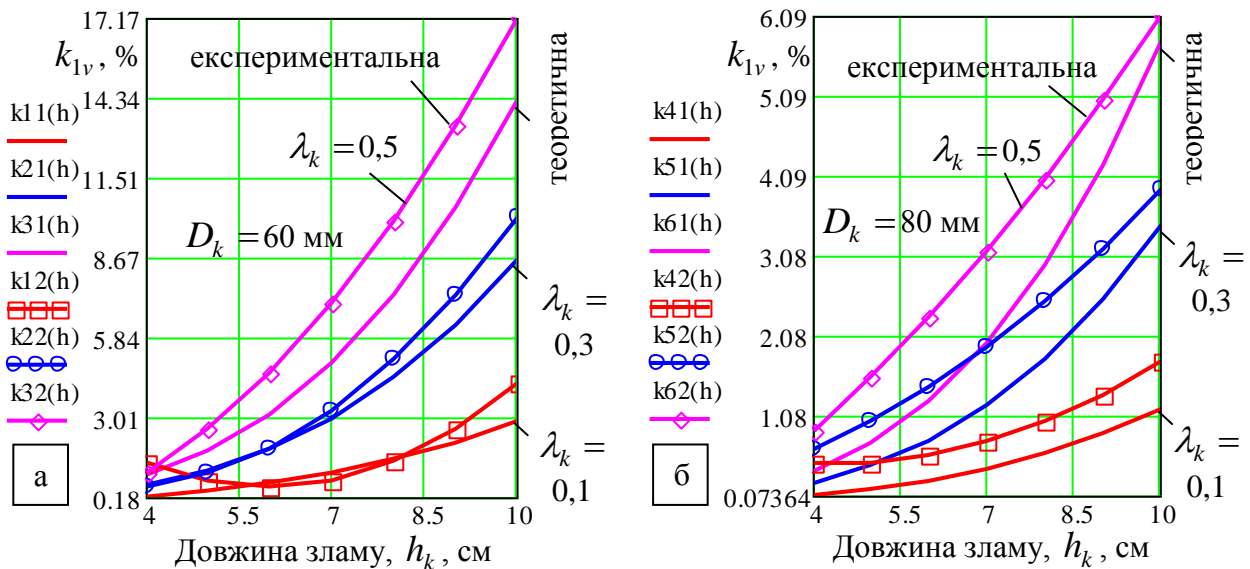 17.17
k₁ᵥ, %
14.34
11.51
8.67
5.84
3.01
0.18
k11(h)
k21(h)
k31(h)
k12(h)
k22(h)
k32(h)
а
експериментальна
теоретична
λₖ = 0,5
Dₖ = 60 мм
λₖ =
0,3
λₖ =
0,1
4 5.5 7 8.5 10
Довжина зламу, hₖ, см
6.09
k₁ᵥ, %
5.09
4.09
3.08
2.08
1.08
0.07364
k41(h)
k51(h)
k61(h)
k42(h)
k52(h)
k62(h)
б
експериментальна
теоретична
λₖ = 0,5
Dₖ = 80 мм
λₖ =
0,3
λₖ =
0,1
4 5.5 7 8.5 10
Довжина зламу, hₖ, см